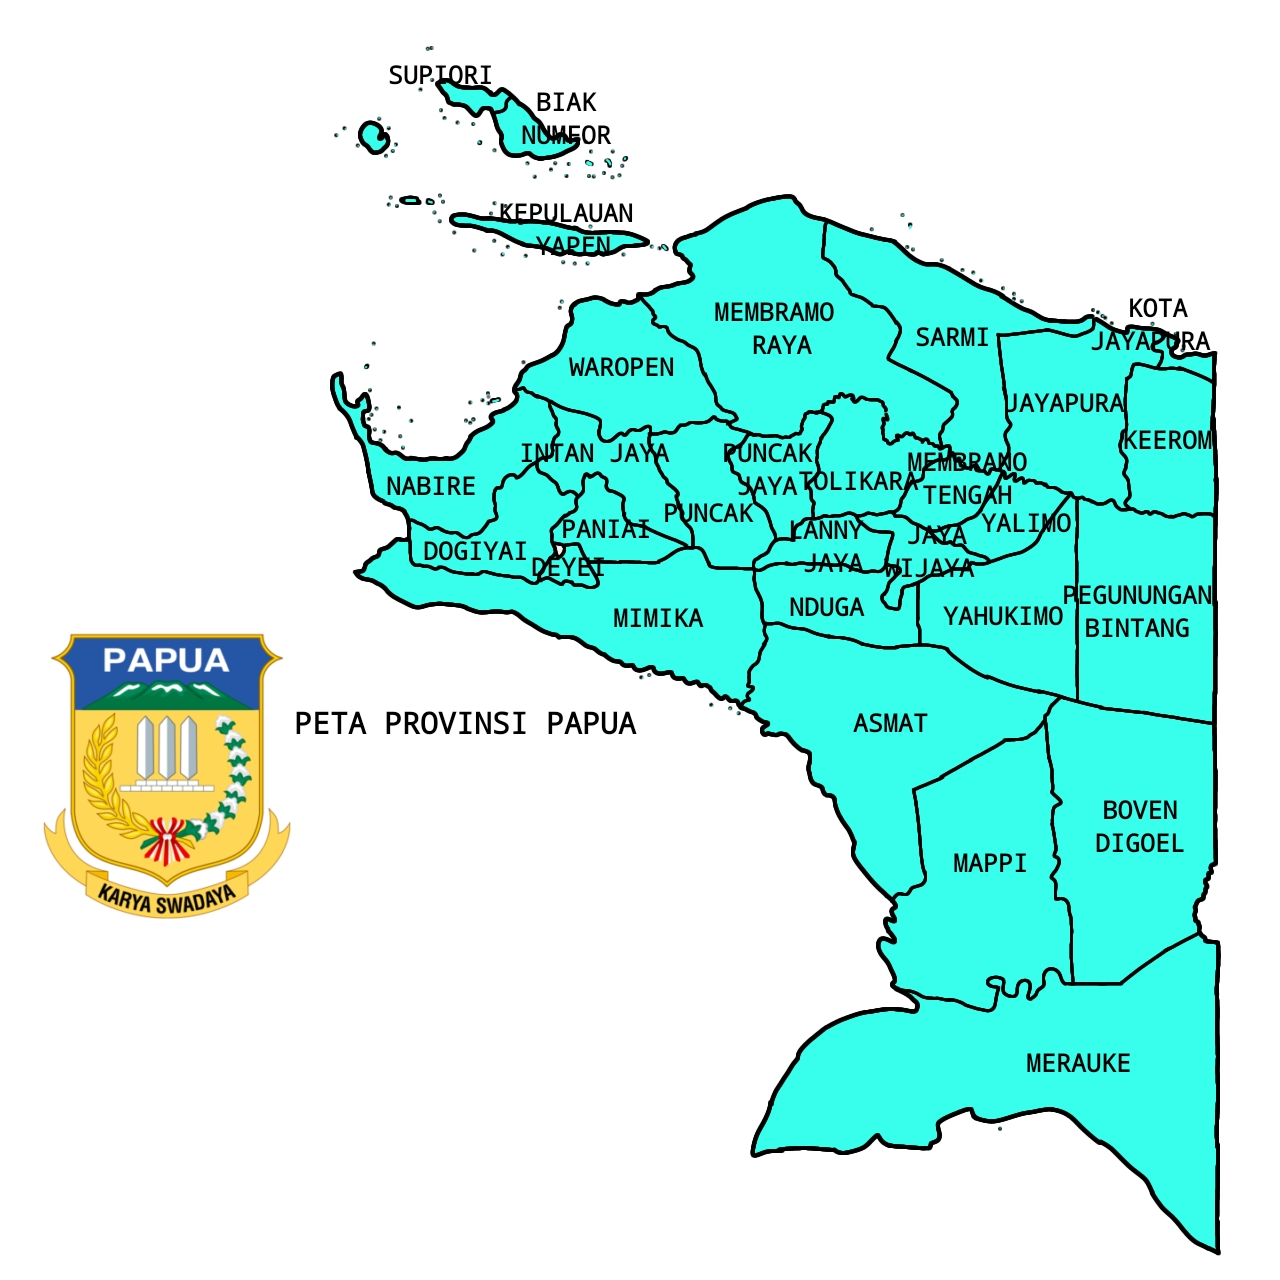 SUPIORI
BIAK
NUMFOR
KEPULAUAN
YAPEN
MEMBRAMO
RAYA
SARMI
KOTA
JAYAPURA
WAROPEN
JAYAPURA
KEEROM
INTAN JAYA
PUNCAK
JAYA
TOLIKARA
MEMBRANO
TENGAH
NABIRE
PUNCAK
YALIMO
PANIAI
LANNY
JAYA
JAYA
WIJAYA
DOGIYAI
DEYEI
MIMIKA
NDUGA
YAHUKIMO
PEGUNUNGAN
BINTANG
PAPUA
PETA PROVINSI PAPUA
ASMAT
BOVEN
DIGOEL
MAPPI
KARYA SWADAYA
MERAUKE